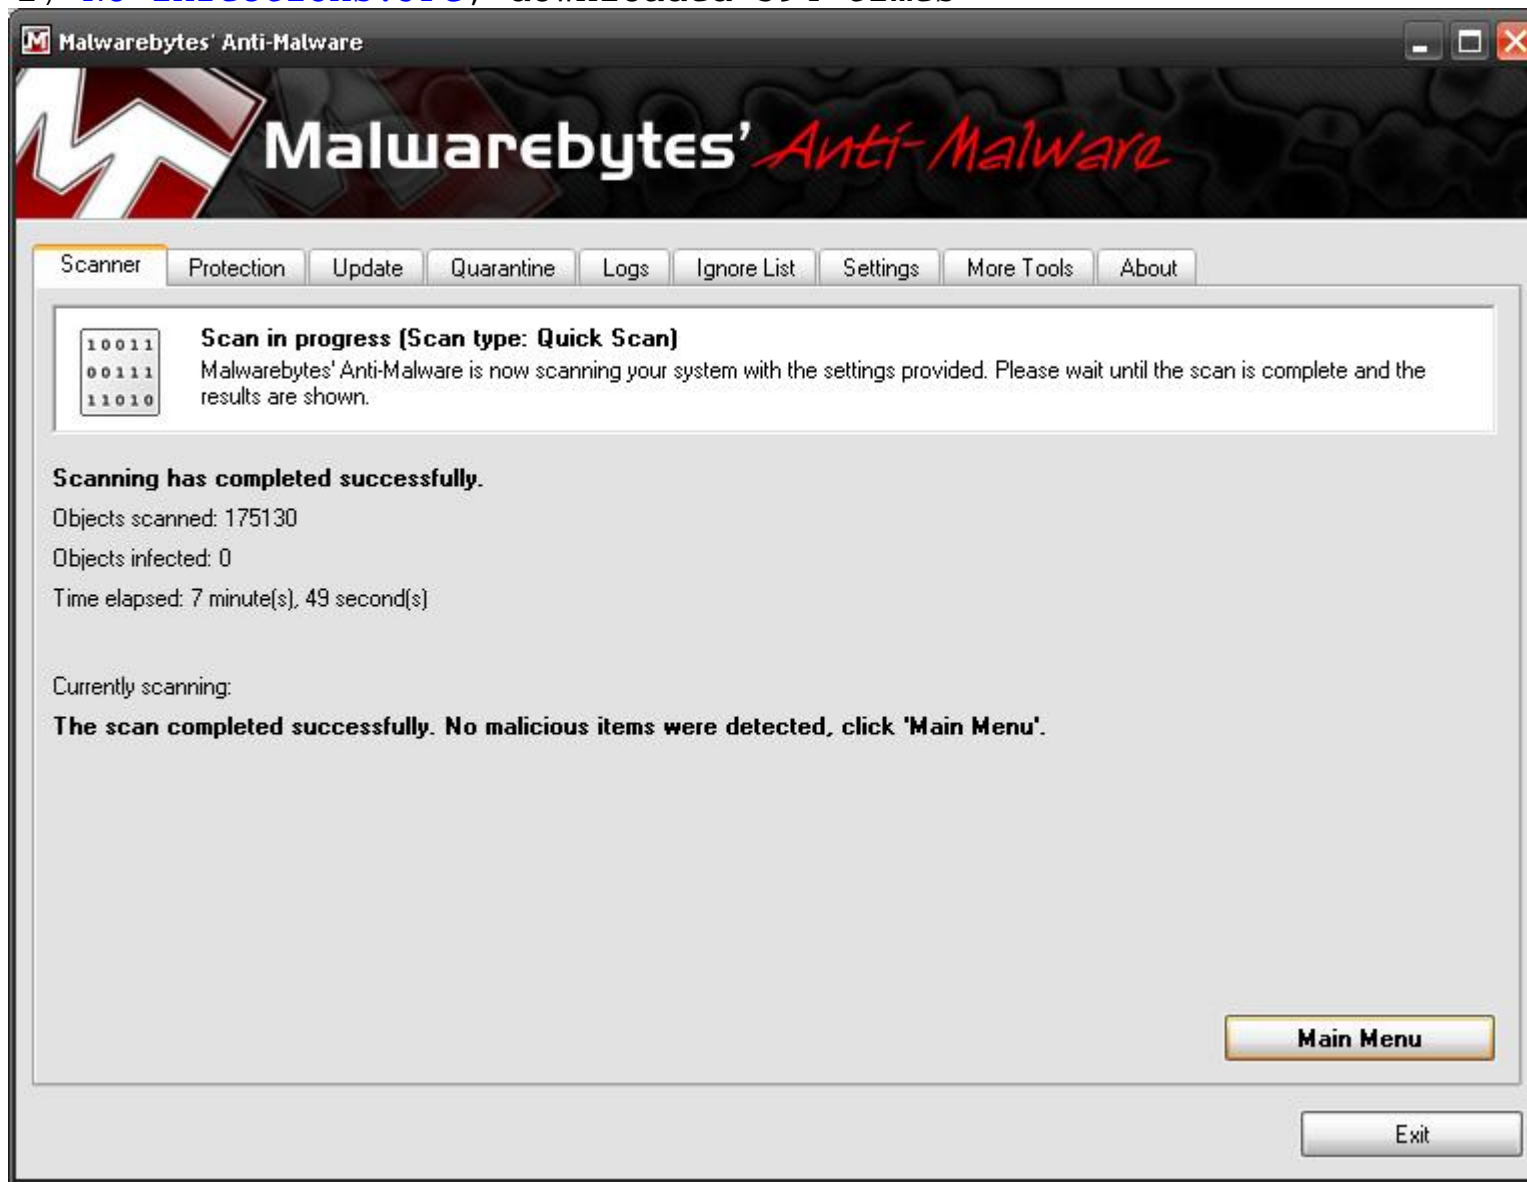 Malwarebytes' Anti-Malware
Malwarebytes' Anti-Malware
Scanner Protection Update Quarantine Logs Ignore List Settings More Tools About
10011
00111
11010
Scan in progress (Scan type: Quick Scan)
Malwarebytes' Anti-Malware is now scanning your system with the settings provided. Please wait until the scan is complete and the
results are shown.
Scanning has completed successfully.
Objects scanned: 175130
Objects infected: 0
Time elapsed: 7 minute(s), 49 second(s)
Currently scanning:
The scan completed successfully. No malicious items were detected, click 'Main Menu'.
Main Menu
Exit